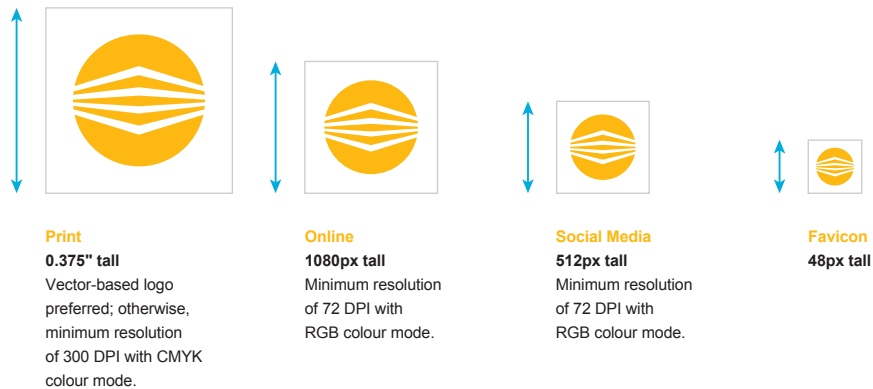 Print
0.375" tall
Vector-based logo
preferred; otherwise,
minimum resolution
of 300 DPI with CMYK
colour mode.
Online
1080px tall
Minimum resolution
of 72 DPI with
RGB colour mode.
Social Media
512px tall
Minimum resolution
of 72 DPI with
RGB colour mode.
Favicon
48px tall